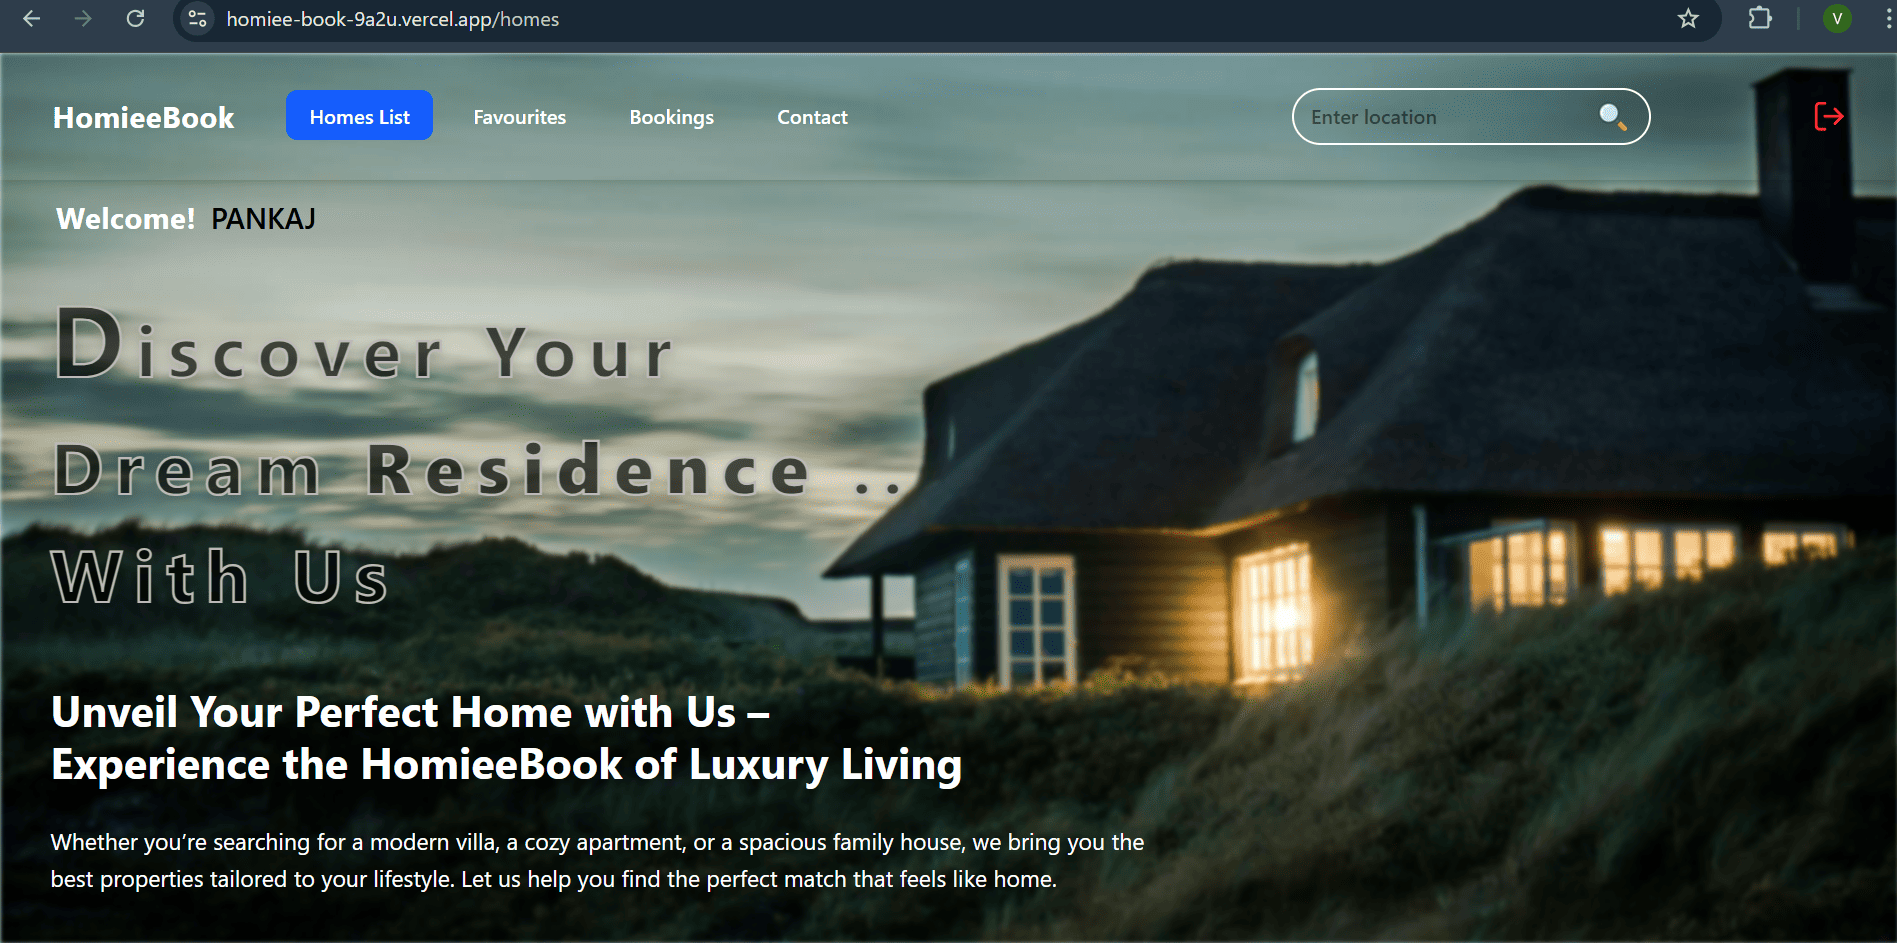 homiee-book-9a2u.vercel.app/homes
V
HomieeBook Homes List Favourites Bookings Contact Enter location
Welcome! PANKAJ
Discover Your
Dream Residence ..
With Us
Unveil Your Perfect Home with Us –
Experience the HomieeBook of Luxury Living
Whether you’re searching for a modern villa, a cozy apartment, or a spacious family house, we bring you the
best properties tailored to your lifestyle. Let us help you find the perfect match that feels like home.